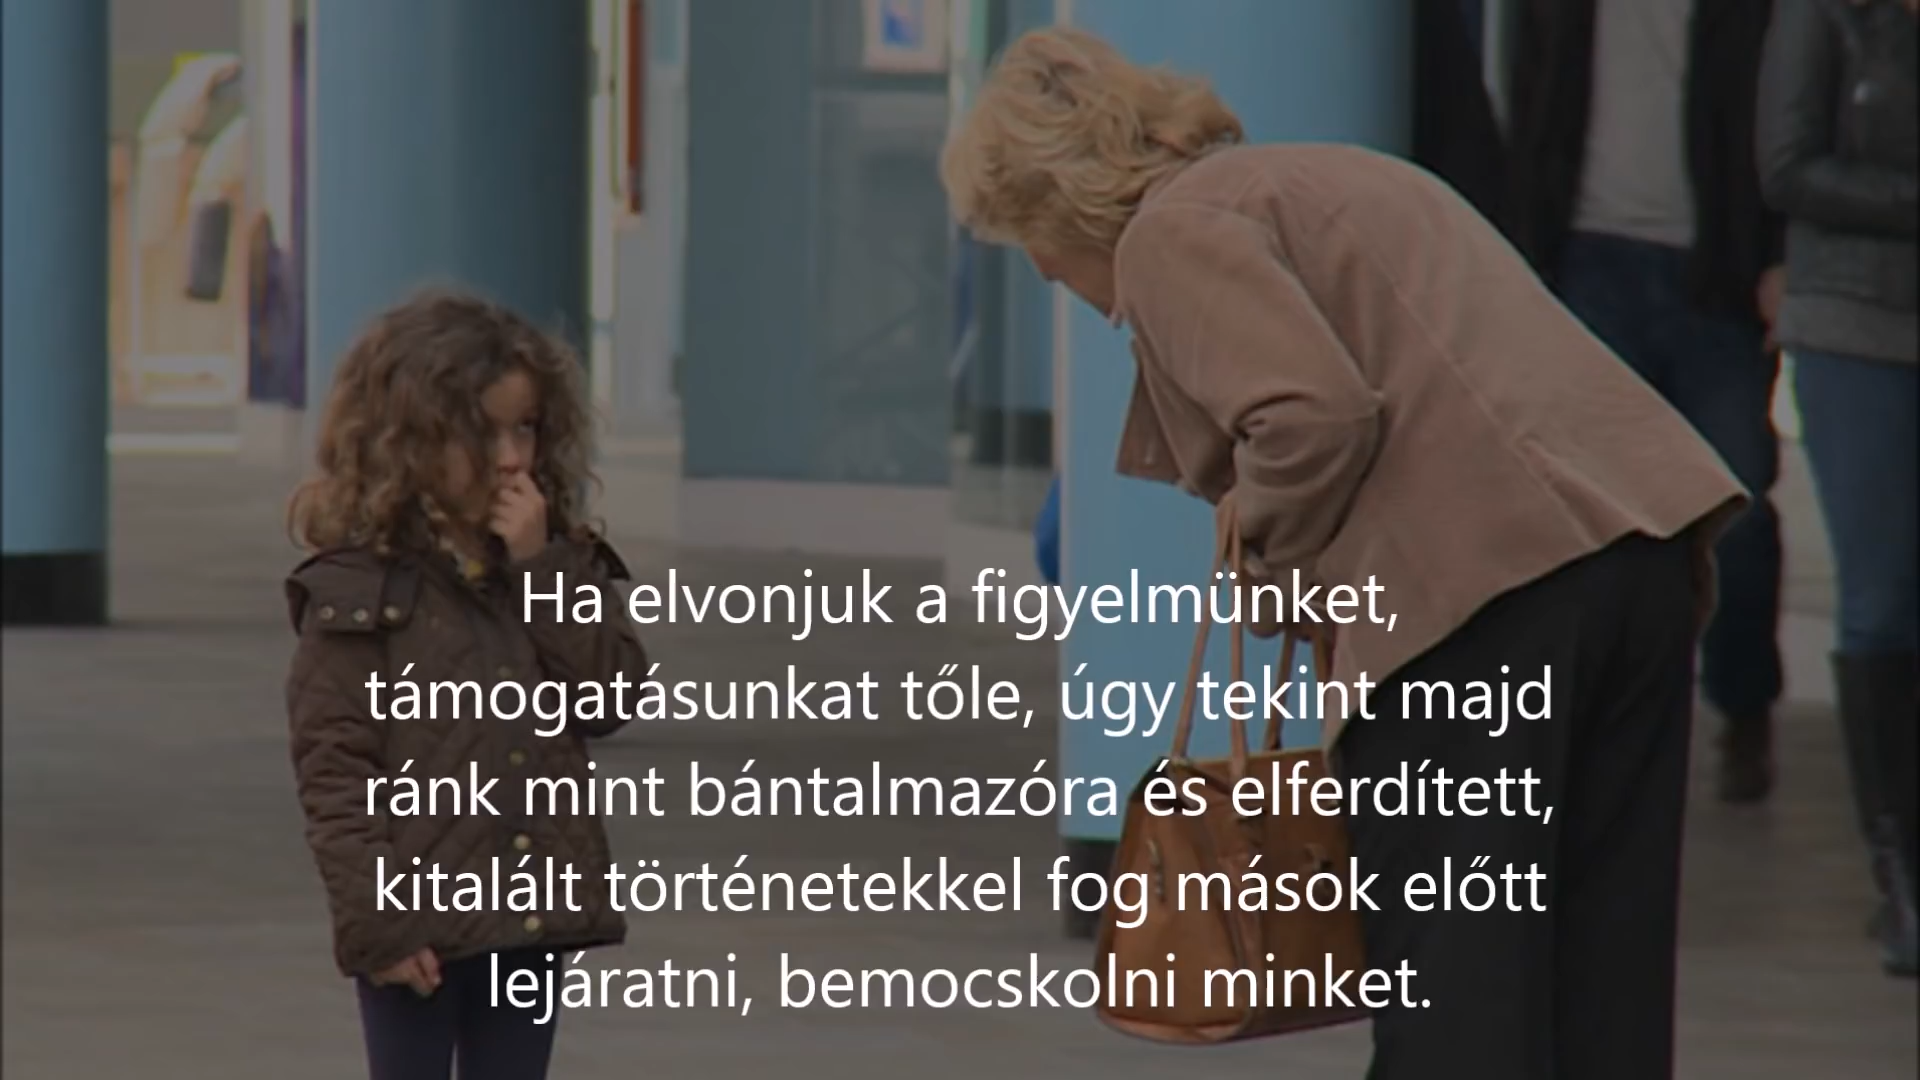 Ha elvonjuk a figyelmünket,
támogatásunkat tőle, úgy tekint majd
ránk mint bántalmazóra és elferdített,
kitalált történetekkel fog mások előtt
lejáratni, bemocskolni minket.